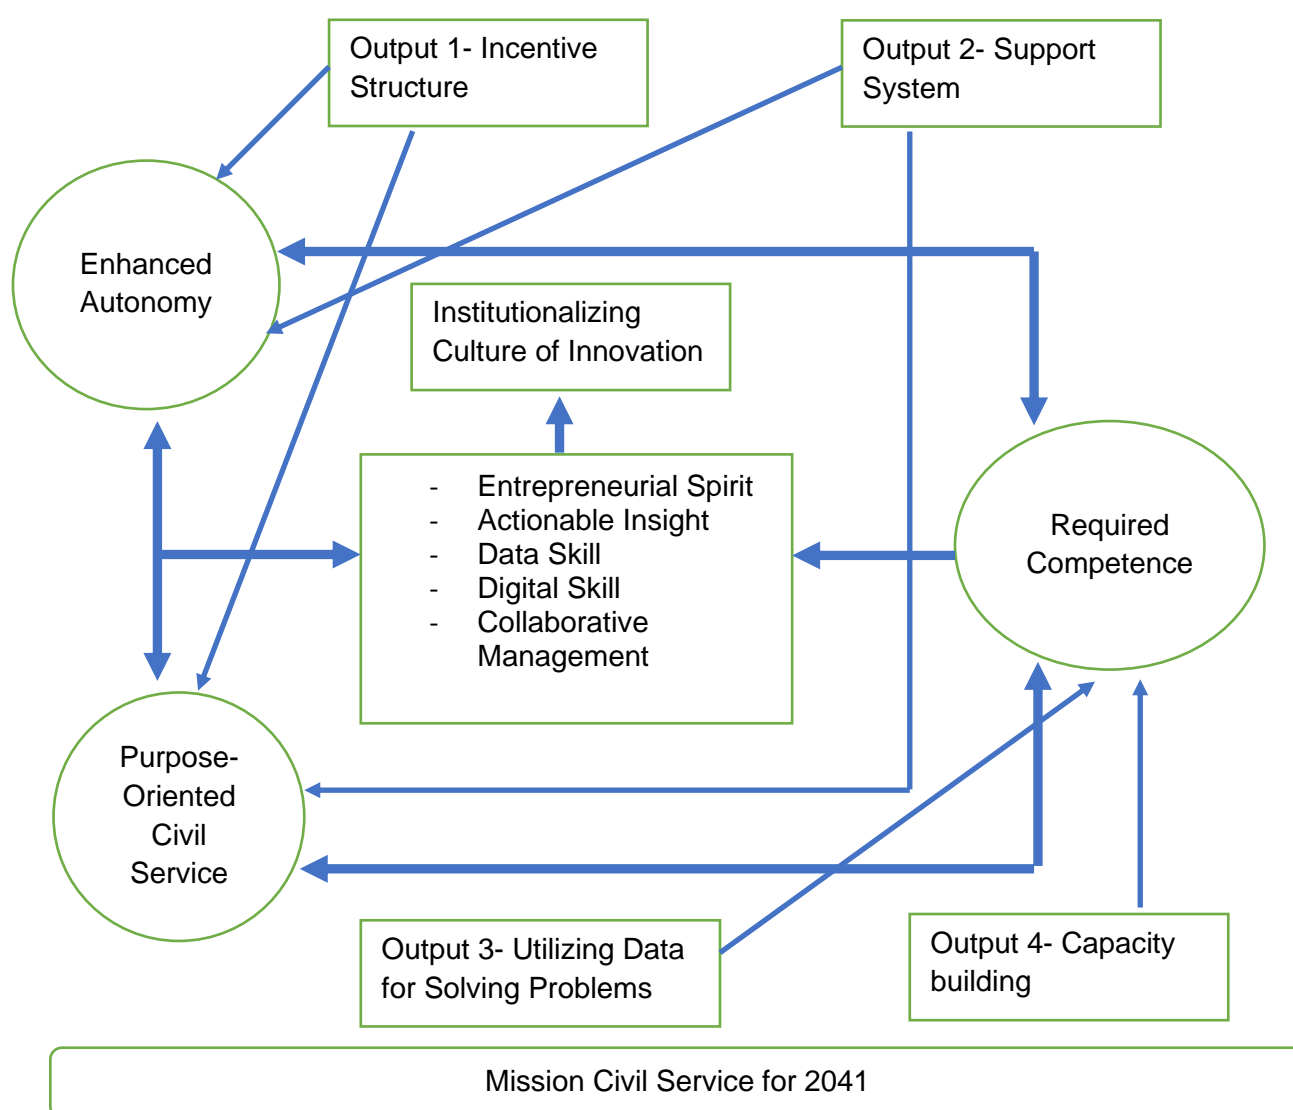 Output 1- Incentive
Structure
Output 2- Support
System
Enhanced
Autonomy
Institutionalizing
Culture of Innovation
- Entrepreneurial Spirit
- Actionable Insight
- Data Skill
- Digital Skill
- Collaborative
Management
Required
Competence
Purpose-
Oriented
Civil
Service
Output 3- Utilizing Data
for Solving Problems
Output 4- Capacity
building
Mission Civil Service for 2041